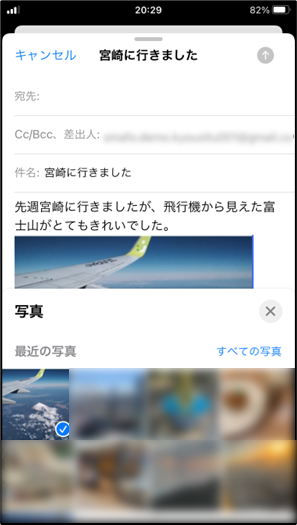 20:29
82%
キャンセル 宮崎に行きました
宛先:
Cc/Bcc、差出人:
件名: 宮崎に行きました
先週宮崎に行きましたが、飛行機から見えた富
士山がとてもきれいでした。
写真
最近の写真 すべての写真